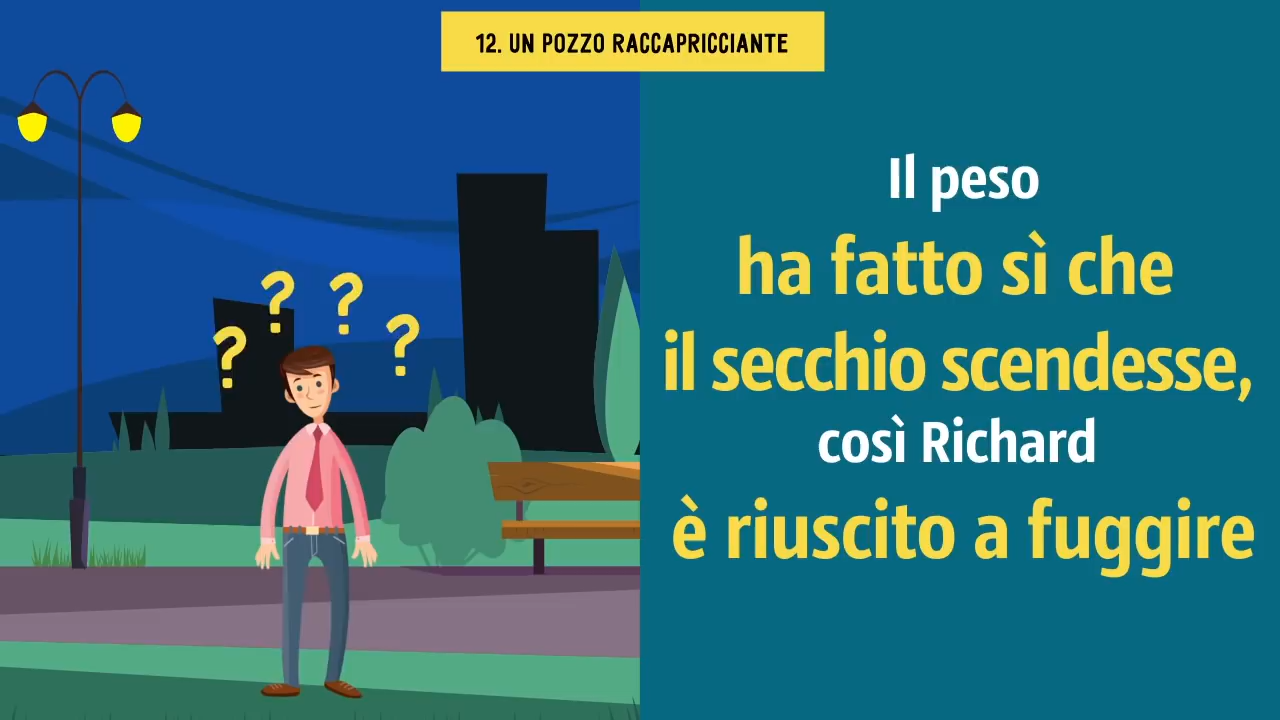 12. UN POZZO RACCAPRICCIANTE
? ? ? ?
Il peso
ha fatto sì che
il secchio scendesse,
così Richard
è riuscito a fuggire